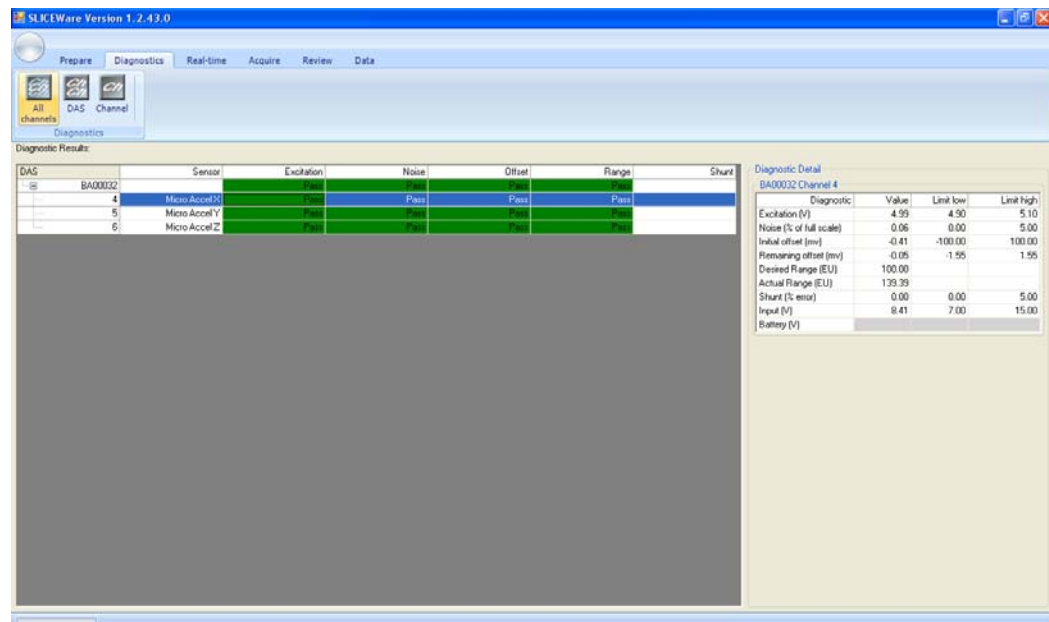 SLICEWare Version 1.2.43.0
Prepare Diagnostics Real-time Acquire Review Data
All channels DAS Channel
Diagnostics
Diagnostic Results:
DAS Sensor Excitation Noise Offset Range Shunt
BA00032 Pass Pass Pass Pass
4 Micro Accel X Pass Pass Pass Pass
5 Micro Accel Y Pass Pass Pass Pass
6 Micro Accel Z Pass Pass Pass Pass
Diagnostic Detail
BA00032 Channel 4
Diagnostic Value Limit low Limit high
Excitation (V) 4.99 4.90 5.10
Noise (% of full scale) 0.06 0.00 5.00
Initial offset (mv) -0.41 -100.00 100.00
Remaining offset (mv) -0.05 -1.55 1.55
Desired Range (EU) 100.00
Actual Range (EU) 139.39
Shunt (% error) 0.00 0.00 5.00
Input (V) 8.41 7.00 15.00
Battery (V)